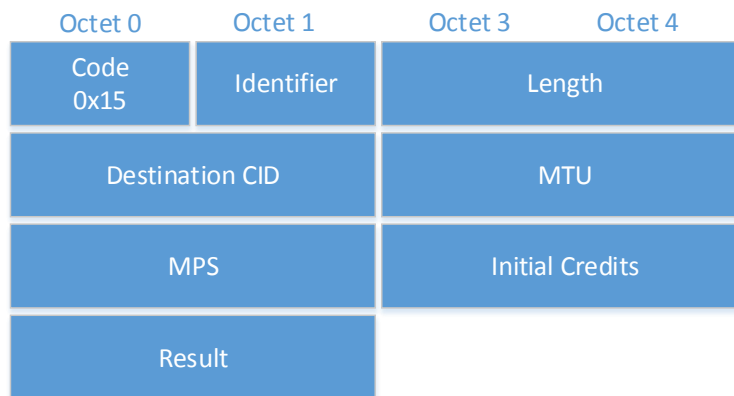 Octet 0 Octet 1 Octet 3 Octet 4
Code
0x15
Identifier
Length
Destination CID
MTU
MPS
Initial Credits
Result